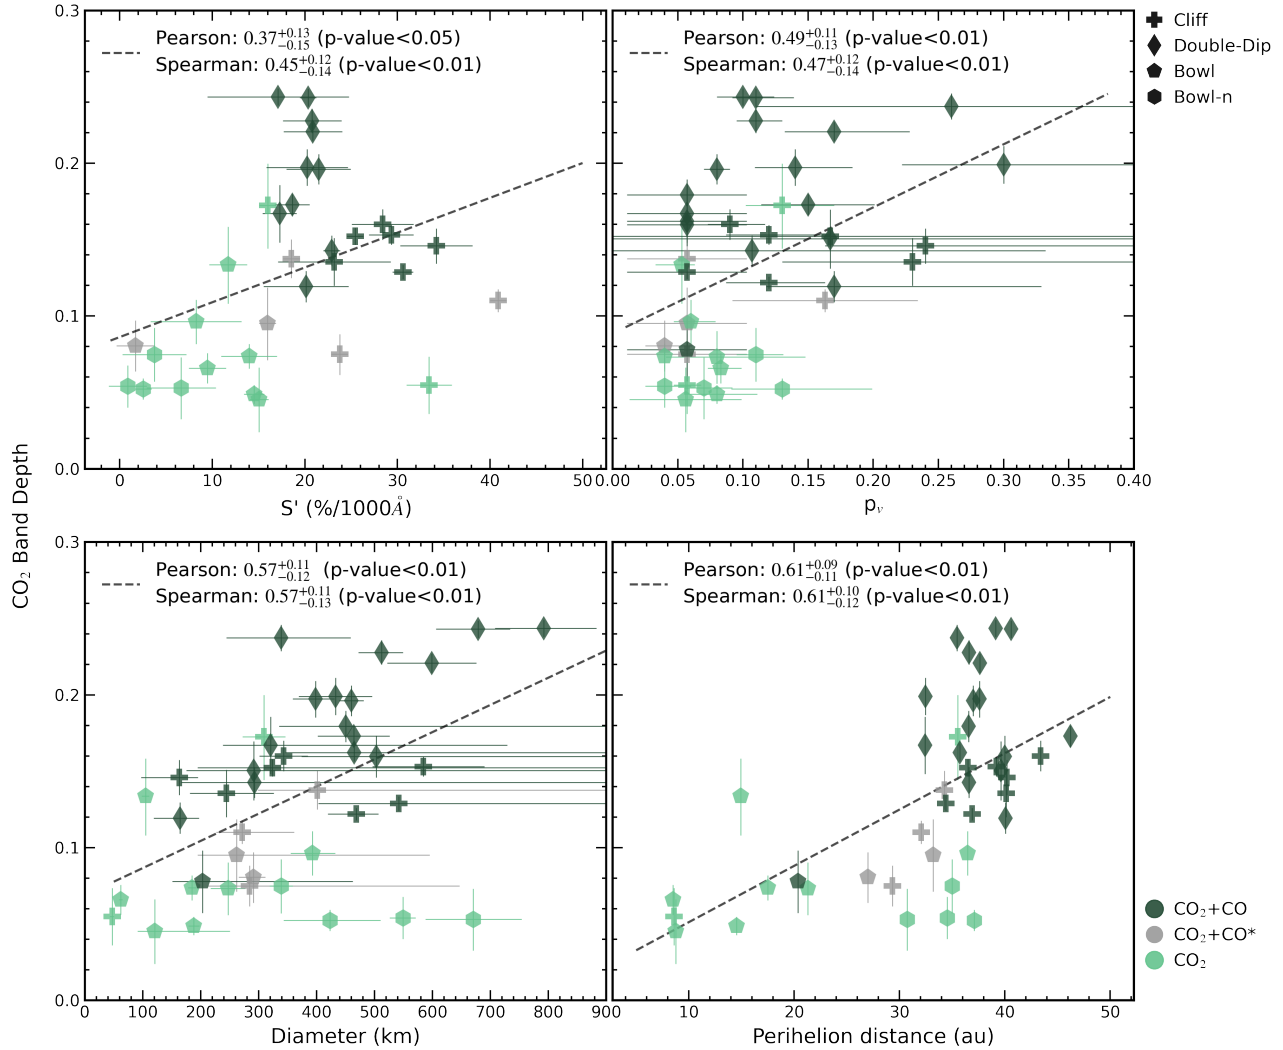 0.3
0.2
0.1
0.0
Pearson: 0.37+0.13−0.15 (p-value<0.05)
Spearman: 0.45+0.12−0.14 (p-value<0.01)
0 10 20 30 40 50
S' (%/1000Å)
Pearson: 0.49+0.11−0.13 (p-value<0.01)
Spearman: 0.47+0.12−0.14 (p-value<0.01)
0.00 0.05 0.10 0.15 0.20 0.25 0.30 0.35 0.40
pᵥ
Cliff
Double-Dip
Bowl
Bowl-n
CO₂ Band Depth
0.3
0.2
0.1
0.0
Pearson: 0.57+0.11−0.12 (p-value<0.01)
Spearman: 0.57+0.11−0.13 (p-value<0.01)
0 100 200 300 400 500 600 700 800 900
Diameter (km)
Pearson: 0.61+0.09−0.11 (p-value<0.01)
Spearman: 0.61+0.10−0.12 (p-value<0.01)
10 20 30 40 50
Perihelion distance (au)
CO₂+CO
CO₂+CO*
CO₂